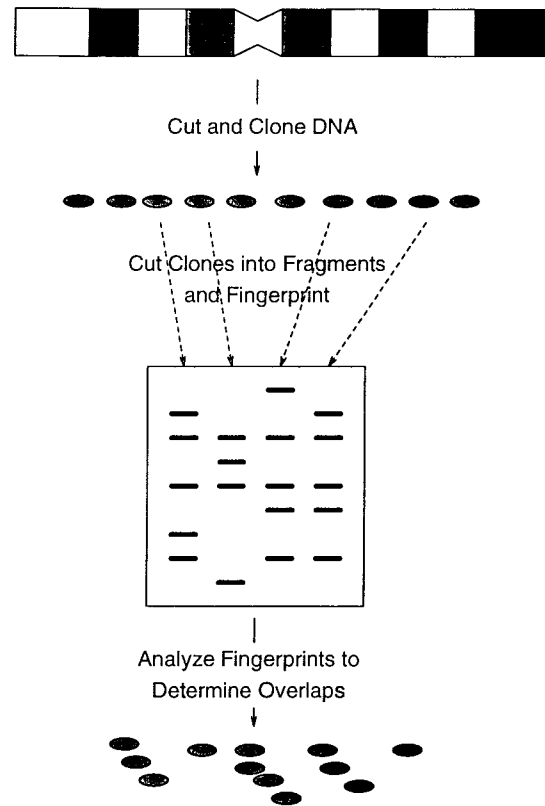 Cut and Clone DNA
Cut Clones into Fragments
and Fingerprint
Analyze Fingerprints to
Determine Overlaps